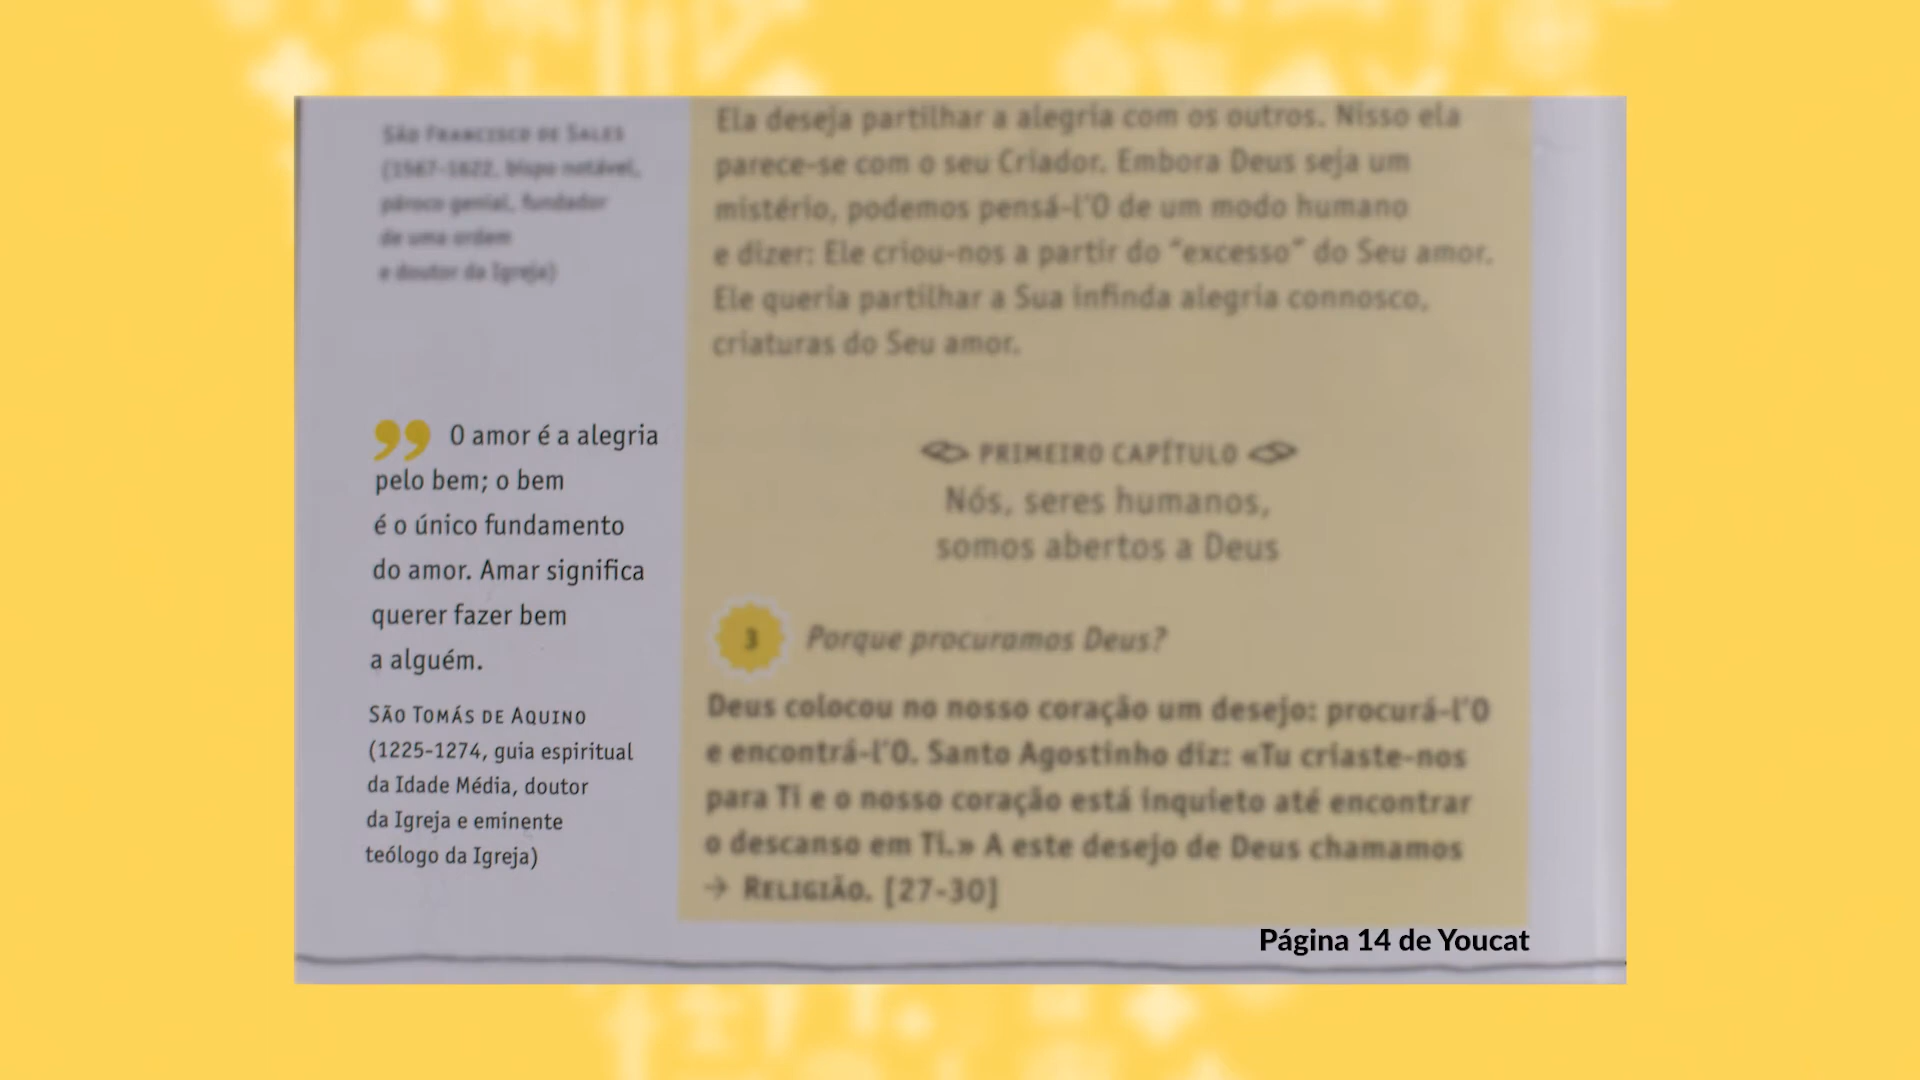 SÃO FRANCISCO DE SALES
(1567-1622, bispo notável,
pároco genial, fundador
de uma ordem
e doutor da Igreja)
O amor é a alegria
pelo bem; o bem
é o único fundamento
do amor. Amar significa
querer fazer bem
a alguém.
SÃO TOMÁS DE AQUINO
(1225-1274, guia espiritual
da Idade Média, doutor
da Igreja e eminente
teólogo da Igreja)
Ela deseja partilhar a alegria com os outros. Nisso ela
parece-se com o seu Criador. Embora Deus seja um
mistério, podemos pensá-l'O de um modo humano
e dizer: Ele criou-nos a partir do “excesso” do Seu amor.
Ele queria partilhar a Sua infinda alegria connosco,
criaturas do Seu amor.
PRIMEIRO CAPÍTULO
Nós, seres humanos,
somos abertos a Deus
3 Porque procuramos Deus?
Deus colocou no nosso coração um desejo: procurá-l'O
e encontrá-l'O. Santo Agostinho diz: «Tu criaste-nos
para Ti e o nosso coração está inquieto até encontrar
o descanso em Ti.» A este desejo de Deus chamamos
→ RELIGIÃO. [27-30]
Página 14 de Youcat